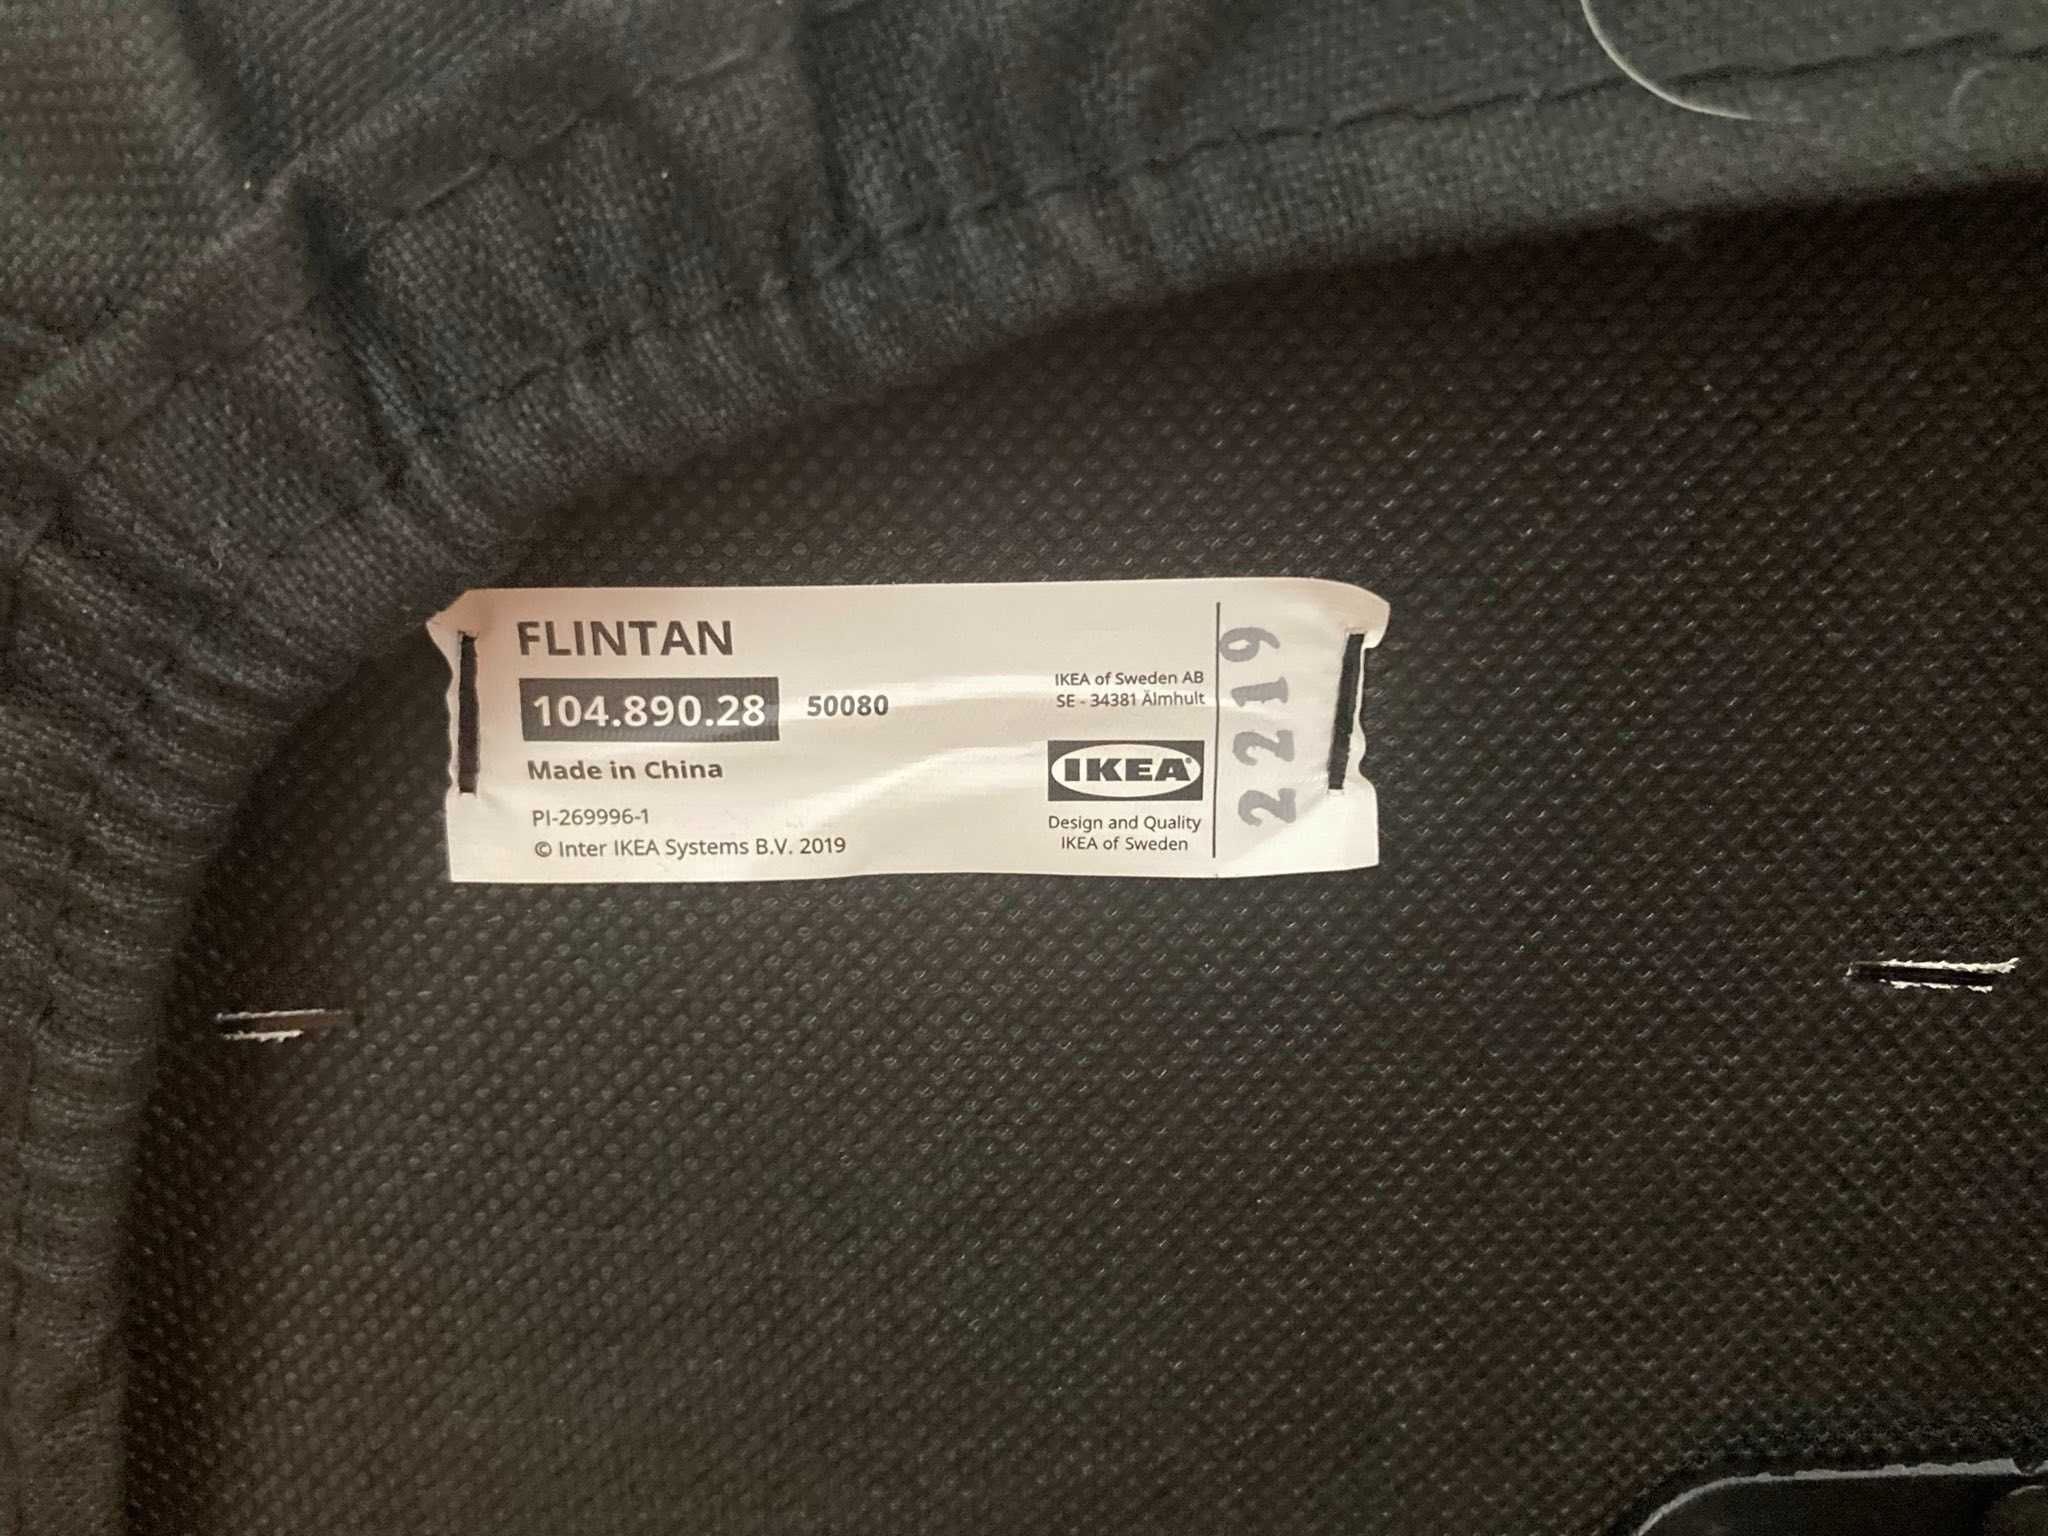 FLINTAN
104.890.28 50080
Made in China
PI-269996-1
© Inter IKEA Systems B.V. 2019
IKEA of Sweden AB
SE - 34381 Älmhult
IKEA®
Design and Quality
IKEA of Sweden
2219